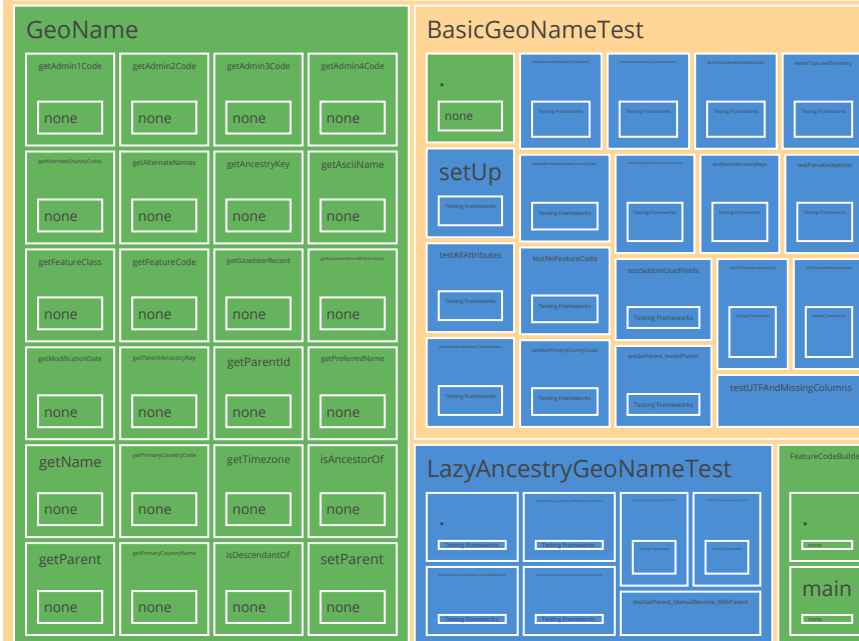 GeoName
getAdmin1Code
none
getAdmin2Code
none
getAdmin3Code
none
getAdmin4Code
none
getAlternateCountryCodes
none
getAlternateNames
none
getAncestryKey
none
getAsciiName
none
getFeatureClass
none
getFeatureCode
none
getGazetteerRecord
none
getGazetteerRecordWithAncestry
none
getModificationDate
none
getParentAncestryKey
none
getParentId
none
getPreferredName
none
getName
none
getPrimaryCountryCode
none
getTimezone
none
isAncestorOf
none
getParent
none
getPrimaryCountryName
none
isDescendantOf
none
setParent
none
BasicGeoNameTest
.
none
Testing Frameworks
Testing Frameworks
Testing Frameworks
testIsTopLevelTerritory
Testing Frameworks
setUp
Testing Frameworks
Testing Frameworks
Testing Frameworks
testParseAncestryKeys
Testing Frameworks
testParseExceptions
Testing Frameworks
testAllAttributes
Testing Frameworks
testNoFeatureCode
Testing Frameworks
testSeldomUsedFields
Testing Frameworks
Testing Frameworks
Testing Frameworks
Testing Frameworks
testNoPrimaryCountryCode
Testing Frameworks
testSetParent_InvalidParent
Testing Frameworks
testUTFAndMissingColumns
LazyAncestryGeoNameTest
.
Testing Frameworks
Testing Frameworks
Testing Frameworks
Testing Frameworks
Testing Frameworks
Testing Frameworks
testGetParent_ManualResolve_WithParent
FeatureCodeBuilde
.
none
main
none